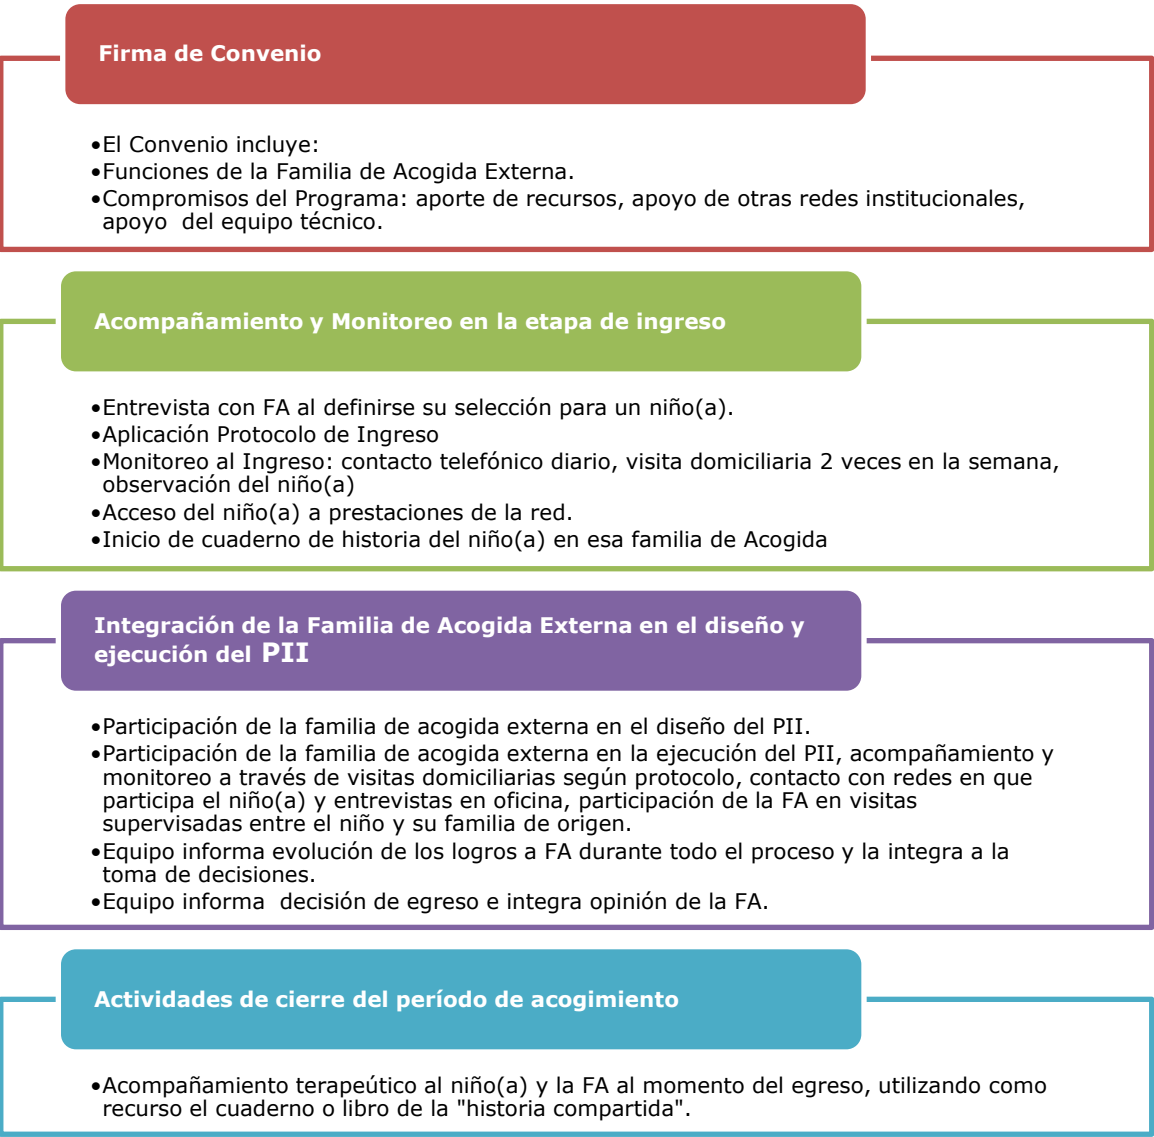 Firma de Convenio
•El Convenio incluye:
•Funciones de la Familia de Acogida Externa.
•Compromisos del Programa: aporte de recursos, apoyo de otras redes institucionales,
apoyo  del equipo técnico.
Acompañamiento y Monitoreo en la etapa de ingreso
•Entrevista con FA al definirse su selección para un niño(a).
•Aplicación Protocolo de Ingreso
•Monitoreo al Ingreso: contacto telefónico diario, visita domiciliaria 2 veces en la semana,
observación del niño(a)
•Acceso del niño(a) a prestaciones de la red.
•Inicio de cuaderno de historia del niño(a) en esa familia de Acogida
Integración de la Familia de Acogida Externa en el diseño y
ejecución del PII
•Participación de la familia de acogida externa en el diseño del PII.
•Participación de la familia de acogida externa en la ejecución del PII, acompañamiento y
monitoreo a través de visitas domiciliarias según protocolo, contacto con redes en que
participa el niño(a) y entrevistas en oficina, participación de la FA en visitas
supervisadas entre el niño y su familia de origen.
•Equipo informa evolución de los logros a FA durante todo el proceso y la integra a la
toma de decisiones.
•Equipo informa  decisión de egreso e integra opinión de la FA.
Actividades de cierre del período de acogimiento
•Acompañamiento terapeútico al niño(a) y la FA al momento del egreso, utilizando como
recurso el cuaderno o libro de la "historia compartida".